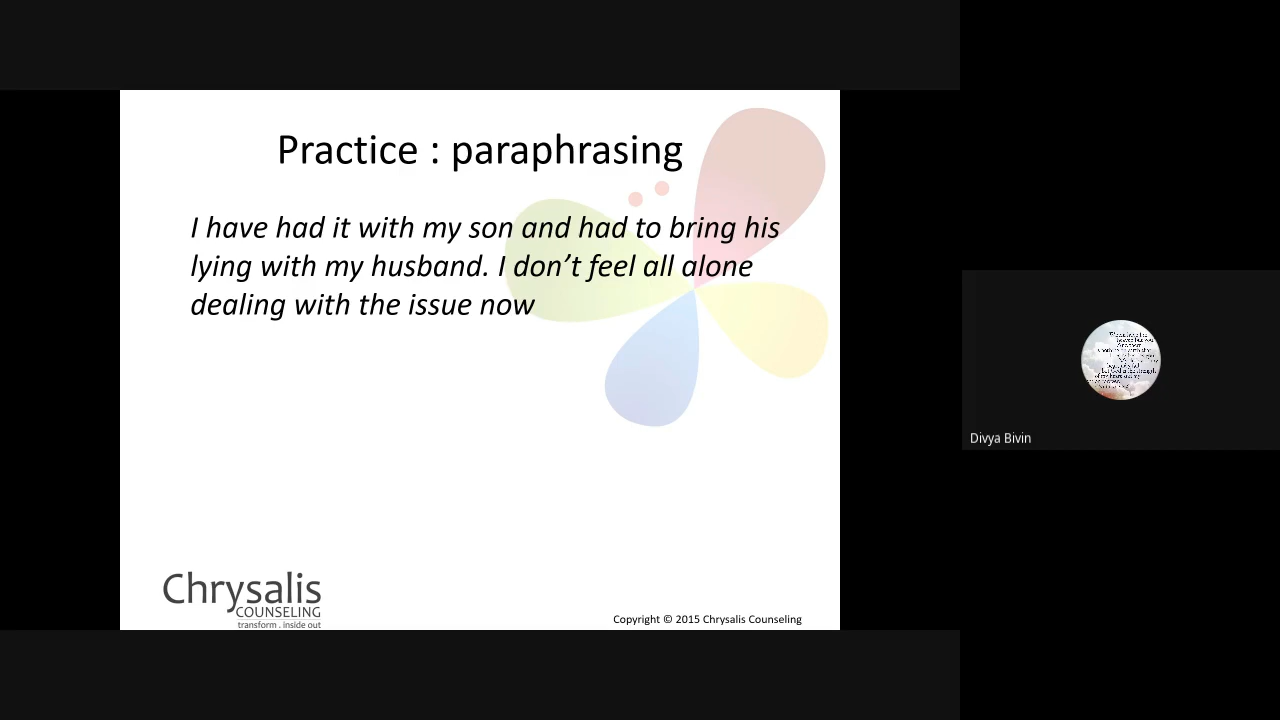 Practice : paraphrasing
I have had it with my son and had to bring his
lying with my husband. I don’t feel all alone
dealing with the issue now
Chrysalis
COUNSELING
transform . inside out
Copyright © 2015 Chrysalis Counseling
Divya Bivin